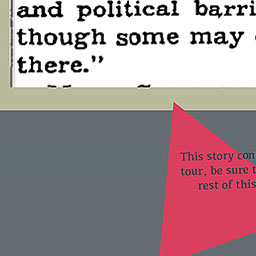 and political barri
though some may
there."
This story con
tour, be sure t
rest of this